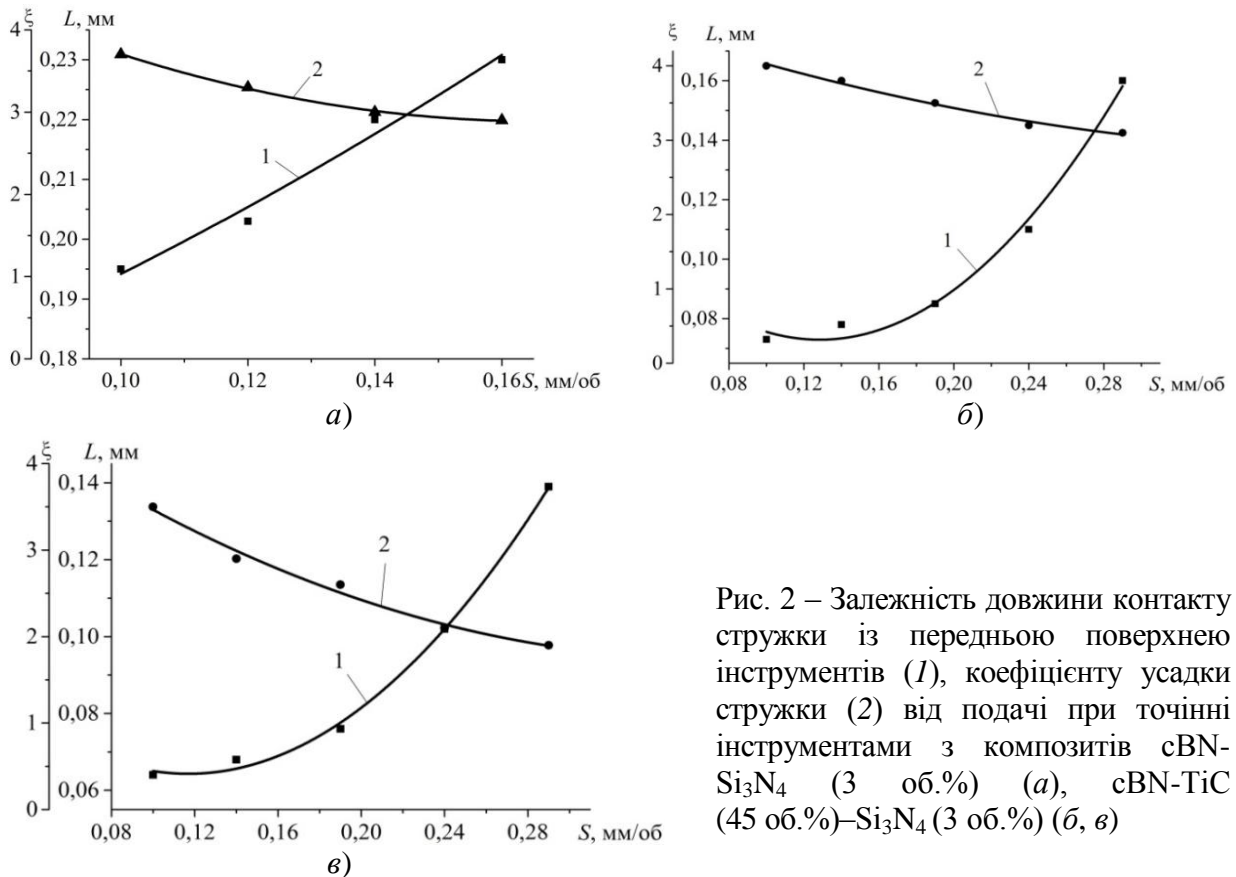 ξ L, мм
4
0,23
3
0,22
2
0,21
1
0,20
0,19
0
0,18
2
1
0,10 0,12 0,14 0,16 S, мм/об
а)
ξ L, мм
4
0,16
3
0,14
2
0,12
1
0,10
0
0,08
2
1
0,08 0,12 0,16 0,20 0,24 0,28 S, мм/об
б)
ξ L, мм
4
0,14
3
0,12
2
0,10
1
0,08
0
0,06
2
1
0,08 0,12 0,16 0,20 0,24 0,28 S, мм/об
в)
Рис. 2 – Залежність довжини контакту
стружки із передньою поверхнею
інструментів (1), коефіцієнту усадки
стружки (2) від подачі при точінні
інструментами з композитів cBN-
Si₃N₄ (3 об.%) (а), cBN-TiC
(45 об.%)–Si₃N₄ (3 об.%) (б, в)